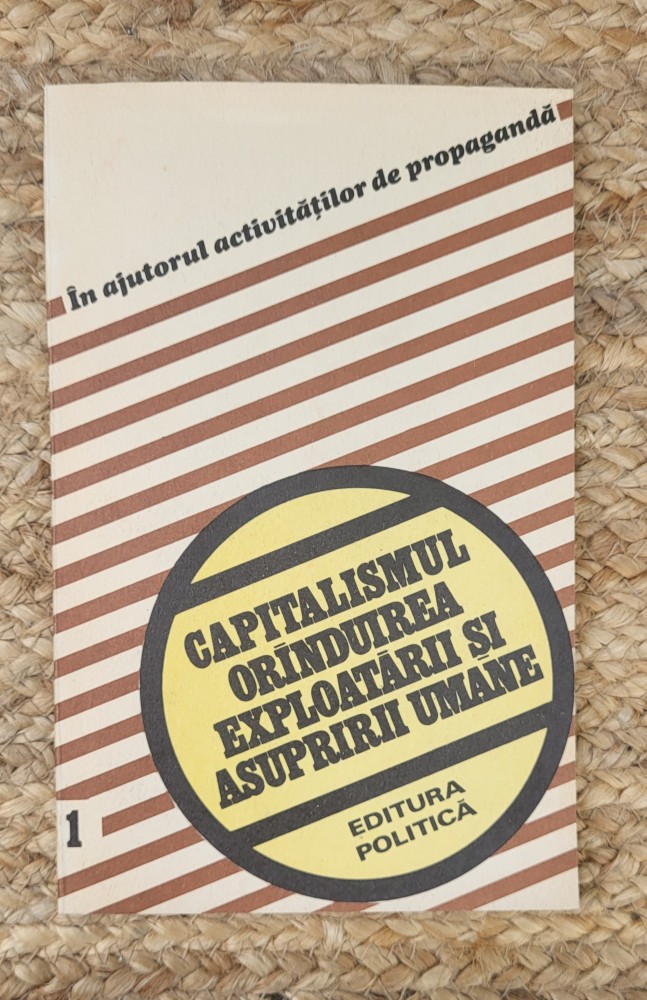 În ajutorul activităților de propagandă
CAPITALISMUL
ORÎNDUIREA
EXPLOATĂRII ȘI
ASUPRIRII UMANE
EDITURA
POLITICĂ
1